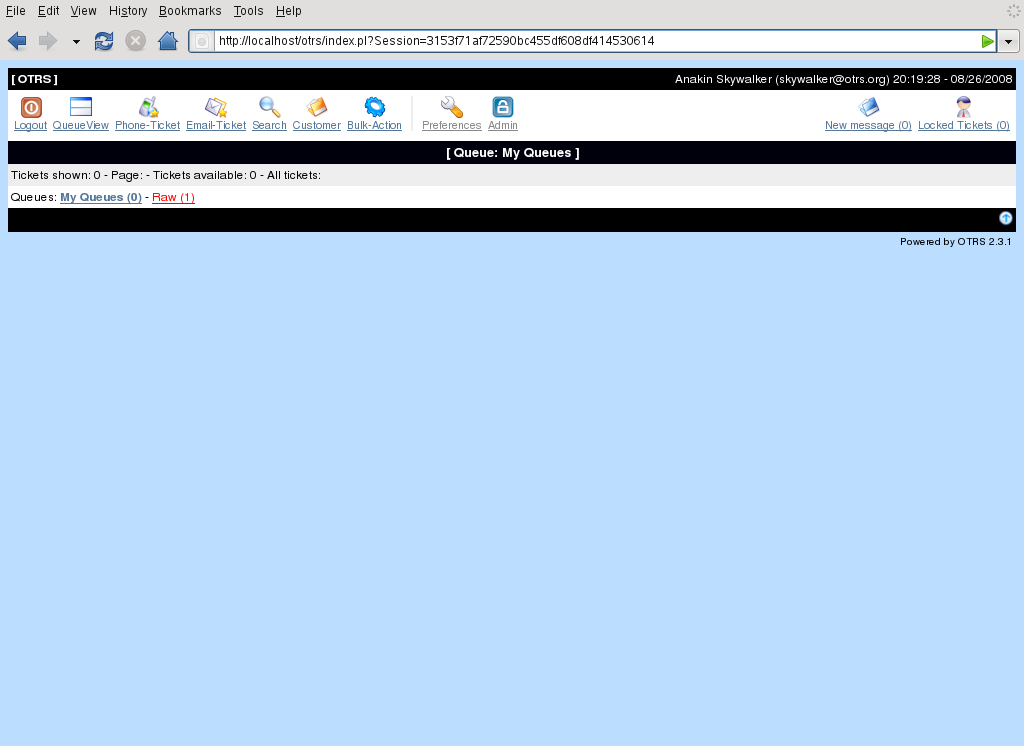 File Edit View History Bookmarks Tools Help
http://localhost/otrs/index.pl?Session=3153f71af72590bc455df608df414530614
[ OTRS ] Anakin Skywalker (skywalker@otrs.org) 20:19:28 - 08/26/2008
Logout QueueView Phone-Ticket Email-Ticket Search Customer Bulk-Action Preferences Admin New message (0) Locked Tickets (0)
[ Queue: My Queues ]
Tickets shown: 0 - Page: - Tickets available: 0 - All tickets:
Queues: My Queues (0) - Raw (1)
Powered by OTRS 2.3.1